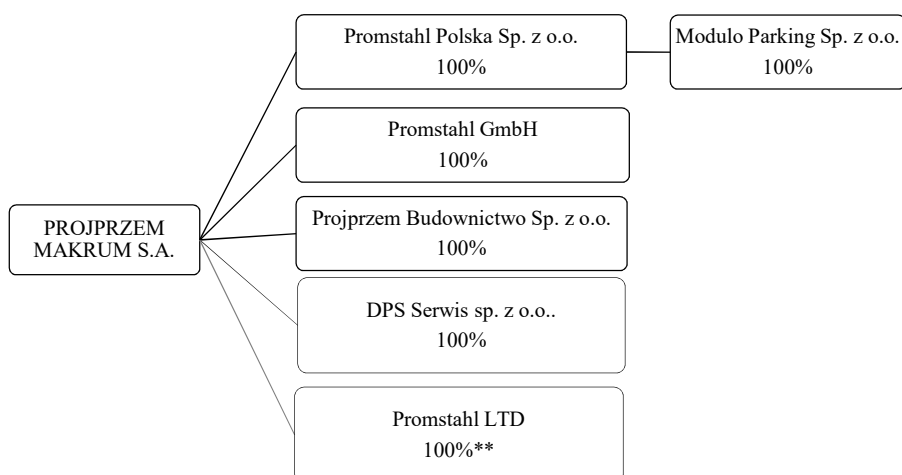 Promstahl Polska Sp. z o.o.
100%
Modulo Parking Sp. z o.o.
100%
Promstahl GmbH
100%
PROJPRZEM
MAKRUM S.A.
Projprzem Budownictwo Sp. z o.o.
100%
DPS Serwis sp. z o.o..
100%
Promstahl LTD
100%**